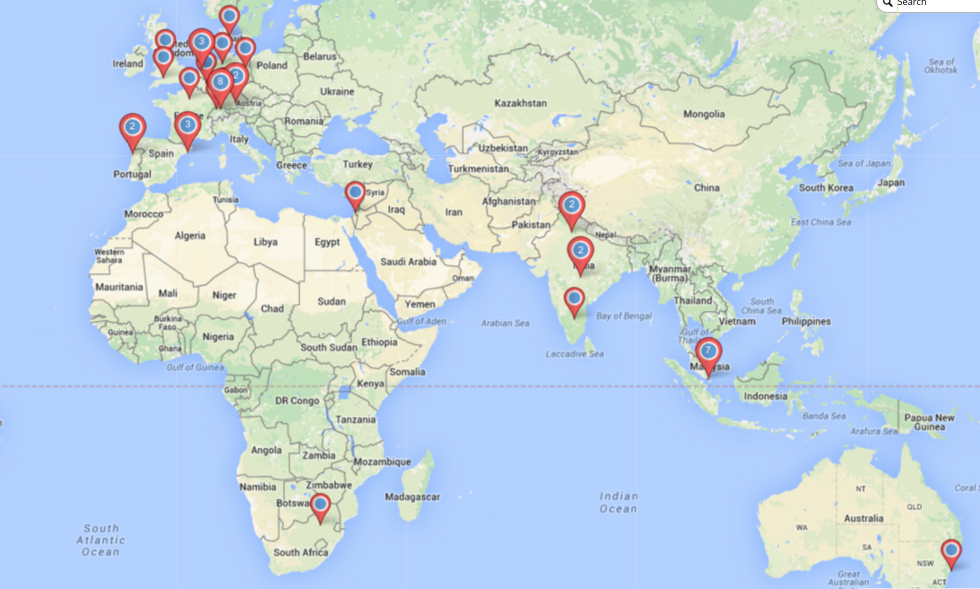 Search
Sea of
Okhotsk
Ireland
Belarus
Poland
Ukraine
Kazakhstan
Mongolia
Austria
Romania
Italy
Uzbekistan
Kyrgyzstan
Sea of Japan
Spain
Portugal
Greece
Turkey
Turkmenistan
China
South Korea
Japan
Syria
Afghanistan
Tunisia
Morocco
Iraq
Iran
Pakistan
East China Sea
Algeria
Libya
Egypt
Nepal
Western
Sahara
Saudi Arabia
Oman
Myanmar
(Burma)
Mauritania
Mali
Niger
Chad
Sudan
Yemen
Thailand
South
China Sea
Burkina
Faso
Gulf of Aden
Arabian Sea
Bay of Bengal
Vietnam
Philippines
Guinea
Ghana
Nigeria
South Sudan
Ethiopia
Laccadive Sea
Gulf of
Gulf of Guinea
Somalia
Malaysia
Gabon
Kenya
DR Congo
Indonesia
Tanzania
Banda Sea
Arafura Sea
Papua New
Guinea
Angola
Zambia
Mozambique
Namibia
Zimbabwe
Madagascar
Indian
Ocean
South
Atlantic
Ocean
South Africa
NT
QLD
Coral
WA
Australia
SA
NSW
Great
Australian
ACT
3
2
8
2
3
2
2
7